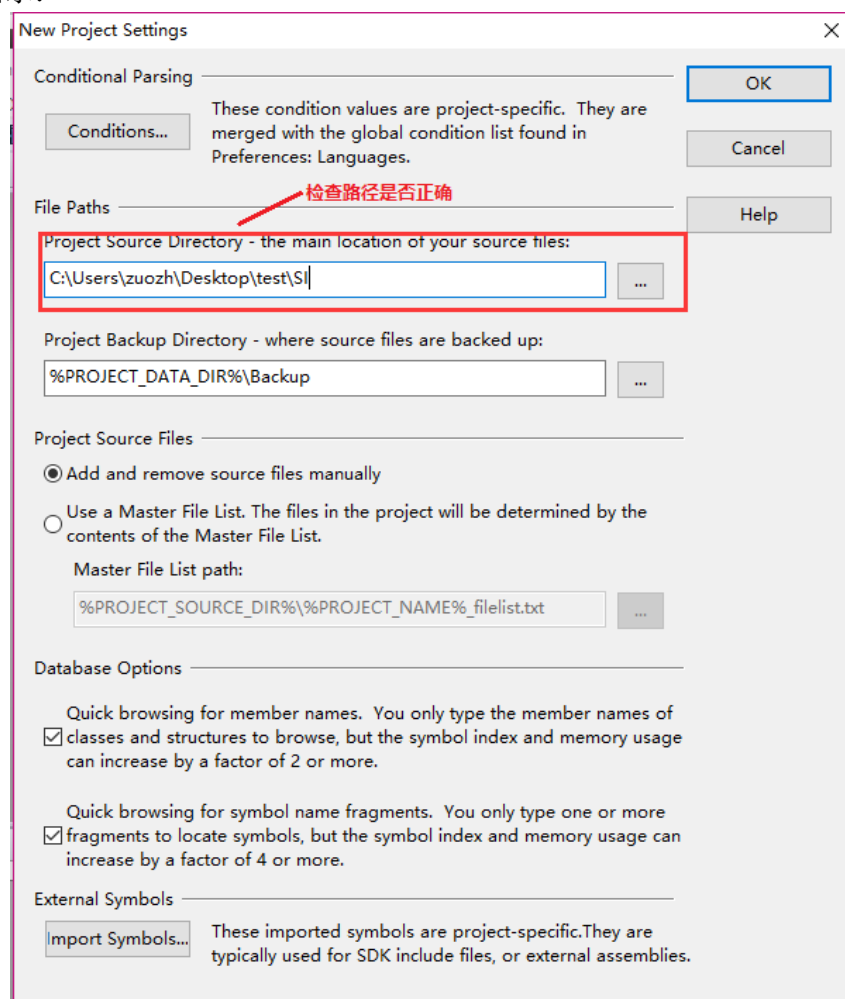 New Project Settings
Conditional Parsing
Conditions...
These condition values are project-specific. They are
merged with the global condition list found in
Preferences: Languages.
OK
Cancel
Help
检查路径是否正确
File Paths
Project Source Directory - the main location of your source files:
C:\Users\zuozh\Desktop\test\SI
...
Project Backup Directory - where source files are backed up:
%PROJECT_DATA_DIR%\Backup
...
Project Source Files
Add and remove source files manually
Use a Master File List. The files in the project will be determined by the
contents of the Master File List.
Master File List path:
%PROJECT_SOURCE_DIR%\%PROJECT_NAME%_filelist.txt
...
Database Options
Quick browsing for member names. You only type the member names of
classes and structures to browse, but the symbol index and memory usage
can increase by a factor of 2 or more.
Quick browsing for symbol name fragments. You only type one or more
fragments to locate symbols, but the symbol index and memory usage can
increase by a factor of 4 or more.
External Symbols
Import Symbols...
These imported symbols are project-specific.They are
typically used for SDK include files, or external assemblies.